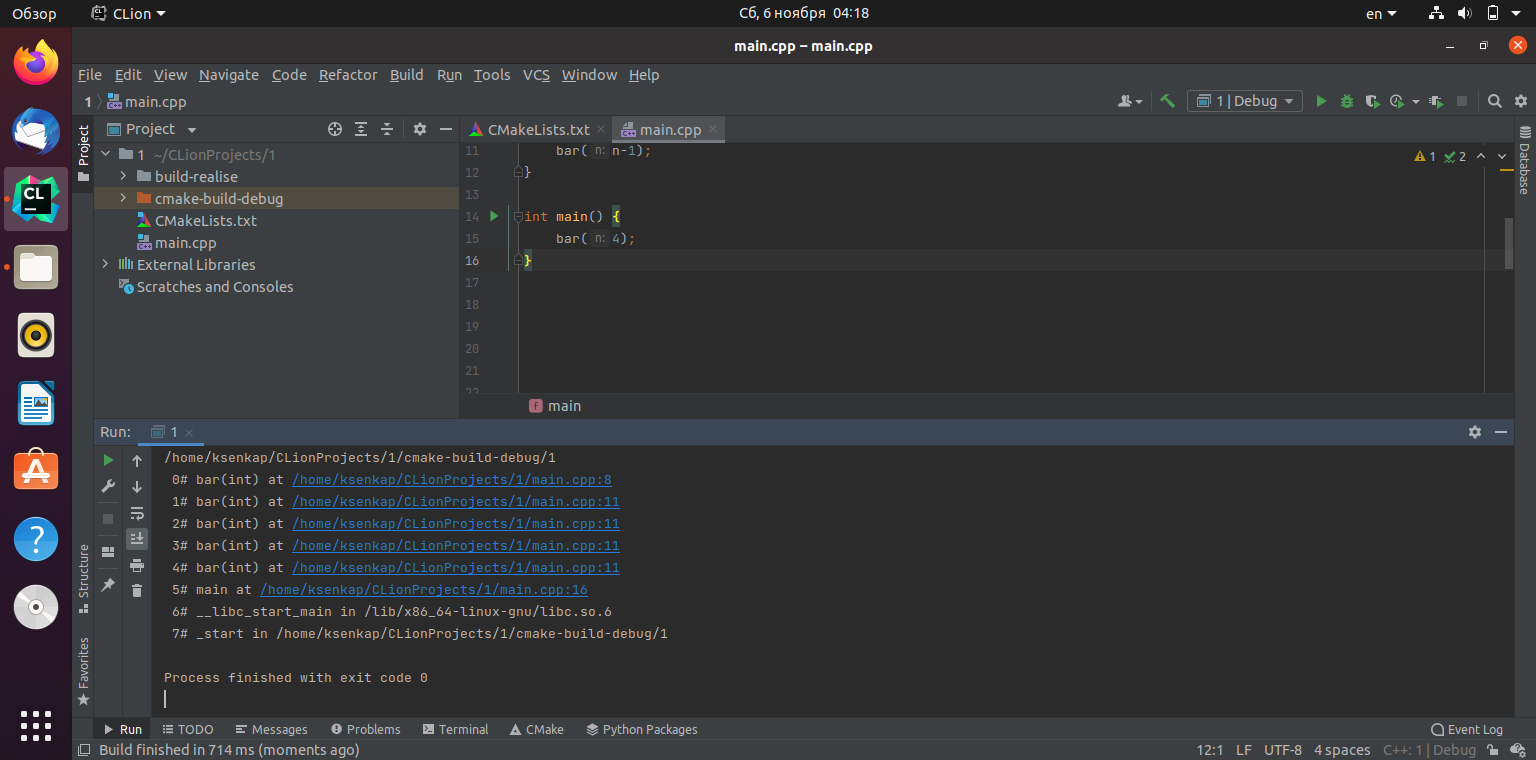 Обзор CLion Сб, 6 ноября 04:18 en
main.cpp – main.cpp
File Edit View Navigate Code Refactor Build Run Tools VCS Window Help
1 main.cpp 1 | Debug
Project CMakeLists.txt main.cpp
1 ~/CLionProjects/1
build-realise
cmake-build-debug
CMakeLists.txt
main.cpp
External Libraries
Scratches and Consoles
11 bar( n: n-1);
12 }
13
14 int main() {
15 bar( n: 4);
16 }
17
18
19
20
21
22
1 2
main
Project
Structure
Favorites
Database
Run: 1
/home/ksenkap/CLionProjects/1/cmake-build-debug/1
0# bar(int) at /home/ksenkap/CLionProjects/1/main.cpp:8
1# bar(int) at /home/ksenkap/CLionProjects/1/main.cpp:11
2# bar(int) at /home/ksenkap/CLionProjects/1/main.cpp:11
3# bar(int) at /home/ksenkap/CLionProjects/1/main.cpp:11
4# bar(int) at /home/ksenkap/CLionProjects/1/main.cpp:11
5# main at /home/ksenkap/CLionProjects/1/main.cpp:16
6# __libc_start_main in /lib/x86_64-linux-gnu/libc.so.6
7# _start in /home/ksenkap/CLionProjects/1/cmake-build-debug/1
Process finished with exit code 0
Run TODO Messages Problems Terminal CMake Python Packages Event Log
Build finished in 714 ms (moments ago) 12:1 LF UTF-8 4 spaces C++: 1 | Debug